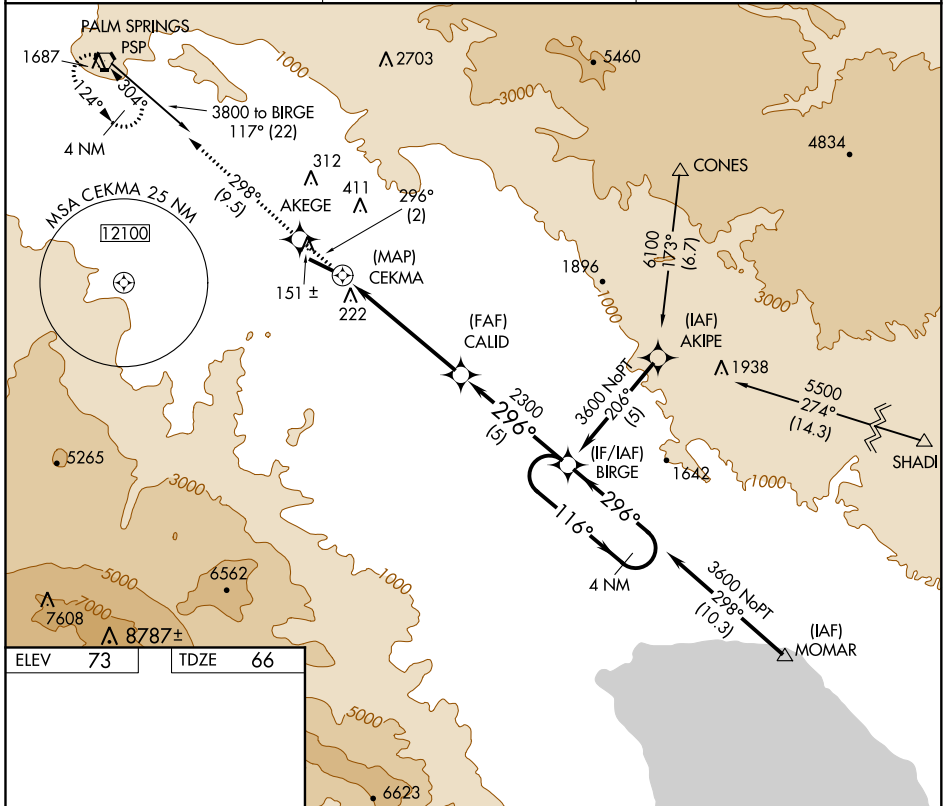 PALM SPRINGS
PSP
1687
304°
124°
4 NM
3800 to BIRGE
117° (22)
2703
5460
1000
3000
4834
CONES
6100
173°
(6.7)
298°
(9.5)
312
411
296°
(2)
AKEGE
MSA CEKMA 25 NM
12100
(MAP)
CEKMA
151 ±
222
1896
1000
3000
(FAF)
CALID
(IAF)
AKIPE
1938
5500
274°
(14.3)
SHADI
3600 NoPT
206°
(5)
2300
296°
(5)
(IF/IAF)
BIRGE
1642
1000
296°
116°
4 NM
3600 NoPT
298°
(10.3)
(IAF)
MOMAR
5265
3000
1000
5000
6562
7000
7608
8787 ±
ELEV 73
TDZE 66
5000
6623